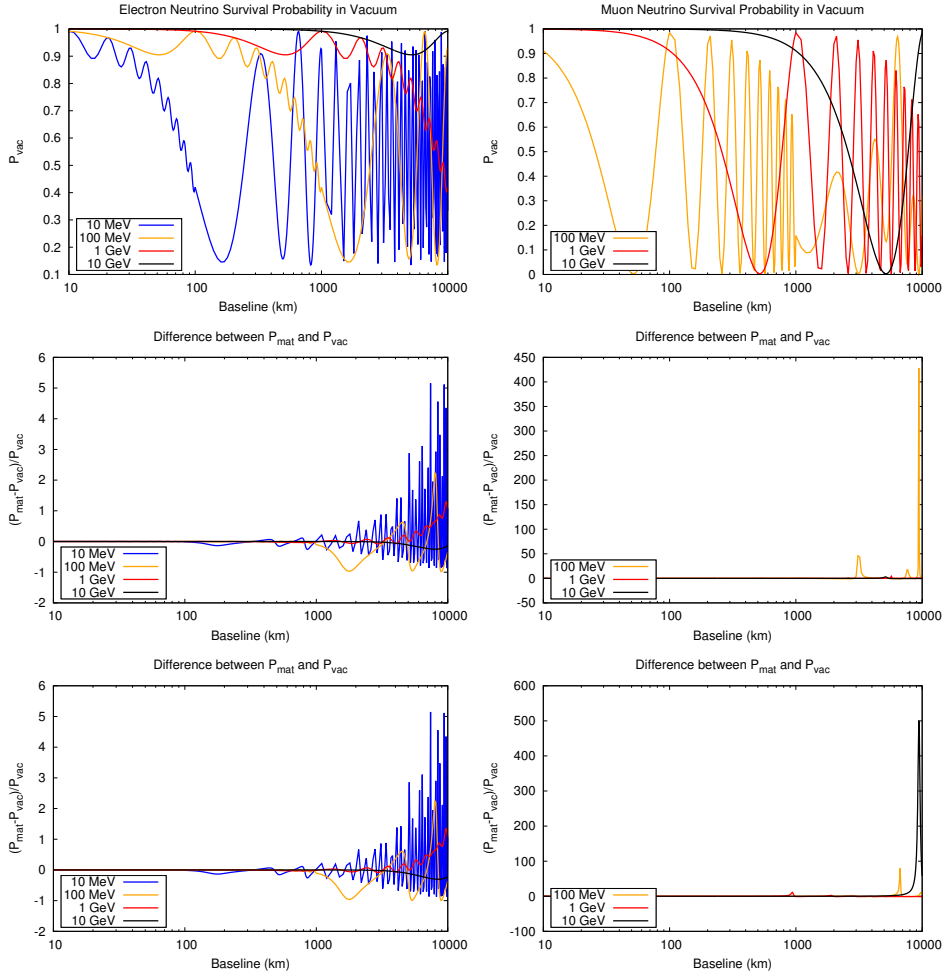 Electron Neutrino Survival Probability in Vacuum
1
0.9
0.8
0.7
0.6
0.5
0.4
0.3
0.2
0.1
P_vac
10 MeV
100 MeV
1 GeV
10 GeV
10 100 1000 10000
Baseline (km)
Muon Neutrino Survival Probability in Vacuum
1
0.9
0.8
0.7
0.6
0.5
0.4
0.3
0.2
0.1
0
P_vac
100 MeV
1 GeV
10 GeV
10 100 1000 10000
Baseline (km)
Difference between P_mat and P_vac
6
5
4
3
2
1
0
-1
-2
(P_mat-P_vac)/P_vac
10 MeV
100 MeV
1 GeV
10 GeV
10 100 1000 10000
Baseline (km)
Difference between P_mat and P_vac
450
400
350
300
250
200
150
100
50
0
-50
(P_mat-P_vac)/P_vac
100 MeV
1 GeV
10 GeV
10 100 1000 10000
Baseline (km)
Difference between P_mat and P_vac
6
5
4
3
2
1
0
-1
-2
(P_mat-P_vac)/P_vac
10 MeV
100 MeV
1 GeV
10 GeV
10 100 1000 10000
Baseline (km)
Difference between P_mat and P_vac
600
500
400
300
200
100
0
-100
(P_mat-P_vac)/P_vac
100 MeV
1 GeV
10 GeV
10 100 1000 10000
Baseline (km)